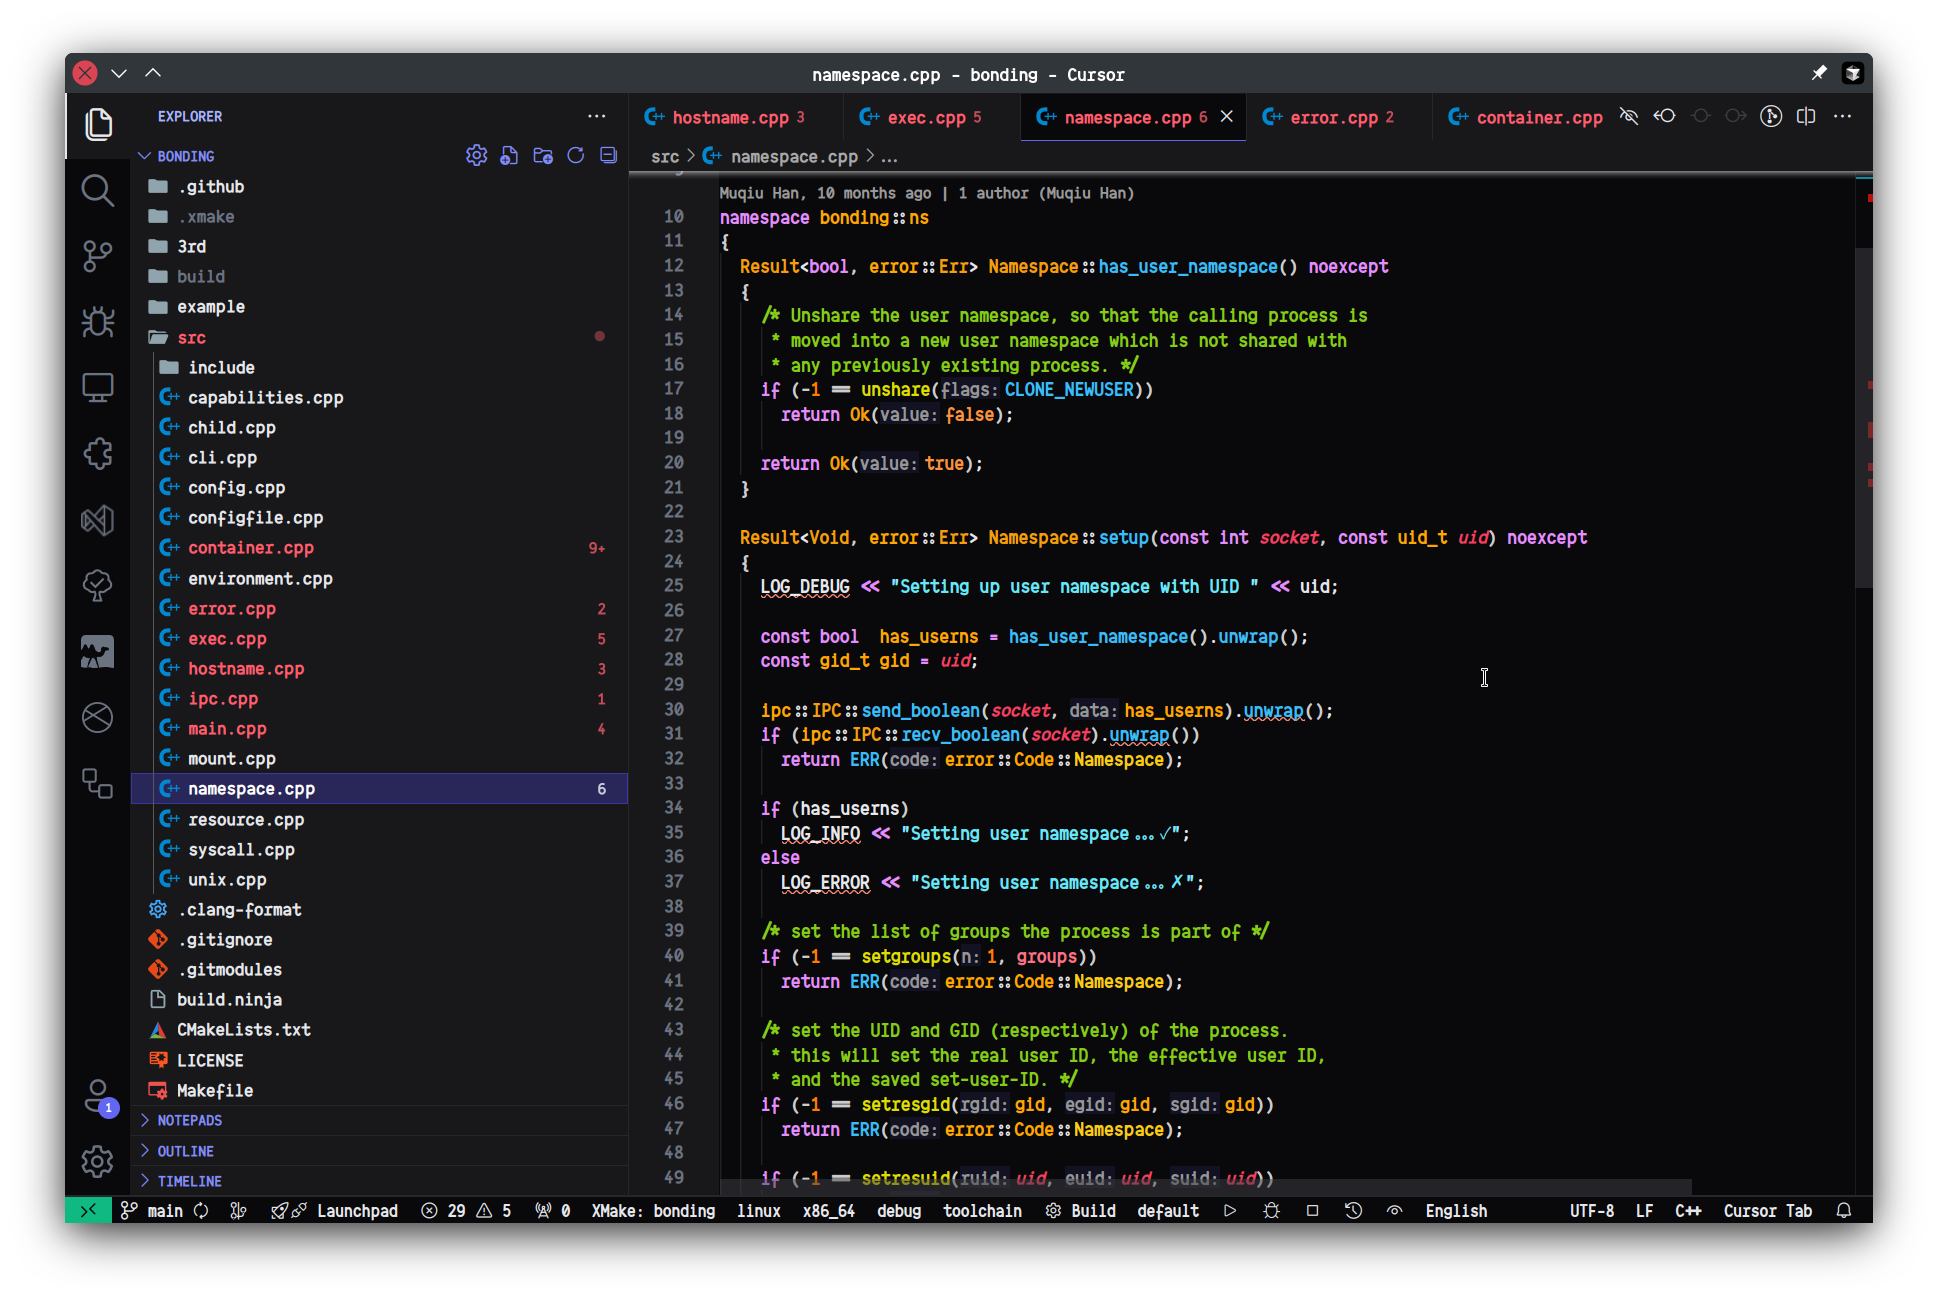 namespace.cpp - bonding - Cursor
EXPLORER
BONDING
.github
.xmake
3rd
build
example
src
include
capabilities.cpp
child.cpp
cli.cpp
config.cpp
configfile.cpp
container.cpp 9+
environment.cpp
error.cpp 2
exec.cpp 5
hostname.cpp 3
ipc.cpp 1
main.cpp 4
mount.cpp
namespace.cpp 6
resource.cpp
syscall.cpp
unix.cpp
.clang-format
.gitignore
.gitmodules
build.ninja
CMakeLists.txt
LICENSE
Makefile
NOTEPADS
OUTLINE
TIMELINE
1
hostname.cpp 3 exec.cpp 5 namespace.cpp 6 error.cpp 2 container.cpp
src > namespace.cpp > ...
Muqiu Han, 10 months ago | 1 author (Muqiu Han)
10 namespace bonding::ns
11 {
12 Result<bool, error::Err> Namespace::has_user_namespace() noexcept
13 {
14 /* Unshare the user namespace, so that the calling process is
15 * moved into a new user namespace which is not shared with
16 * any previously existing process. */
17 if (-1 == unshare(flags: CLONE_NEWUSER))
18 return Ok(value: false);
19
20 return Ok(value: true);
21 }
22
23 Result<Void, error::Err> Namespace::setup(const int socket, const uid_t uid) noexcept
24 {
25 LOG_DEBUG << "Setting up user namespace with UID " << uid;
26
27 const bool  has_userns = has_user_namespace().unwrap();
28 const gid_t gid = uid;
29
30 ipc::IPC::send_boolean(socket, data: has_userns).unwrap();
31 if (ipc::IPC::recv_boolean(socket).unwrap())
32 return ERR(code: error::Code::Namespace);
33
34 if (has_userns)
35 LOG_INFO << "Setting user namespace...✓";
36 else
37 LOG_ERROR << "Setting user namespace...✗";
38
39 /* set the list of groups the process is part of */
40 if (-1 == setgroups(n: 1, groups))
41 return ERR(code: error::Code::Namespace);
42
43 /* set the UID and GID (respectively) of the process.
44 * this will set the real user ID, the effective user ID,
45 * and the saved set-user-ID. */
46 if (-1 == setresgid(rgid: gid, egid: gid, sgid: gid))
47 return ERR(code: error::Code::Namespace);
48
49 if (-1 == setresuid(ruid: uid, euid: uid, suid: uid))
main Launchpad 29 5 0 XMake: bonding linux x86_64 debug toolchain Build default English UTF-8 LF C++ Cursor Tab